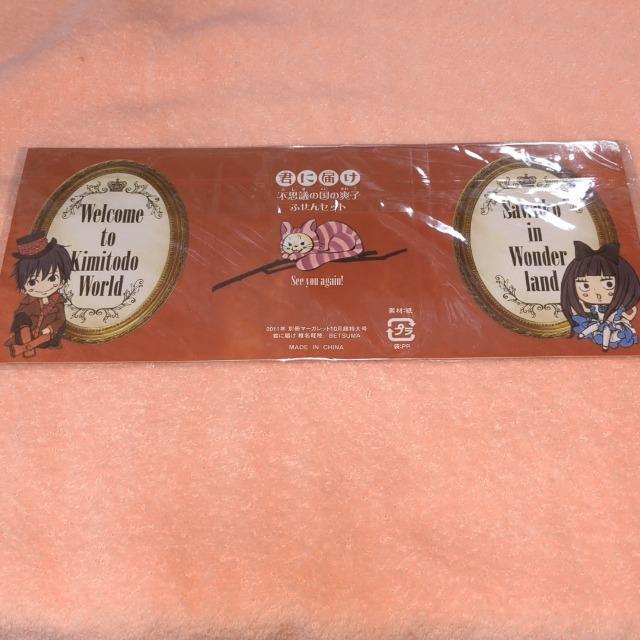 Welcome
to
Kimitodo
World
君に届け
不思議の国の爽子
ふせんセット
See you again!
2011年 別冊マーガレット10月超特大号
君に届け 椎名軽穂 BETSUMA
MADE IN CHINA
素材:紙
プラ
袋:PP
in
Wonder
land